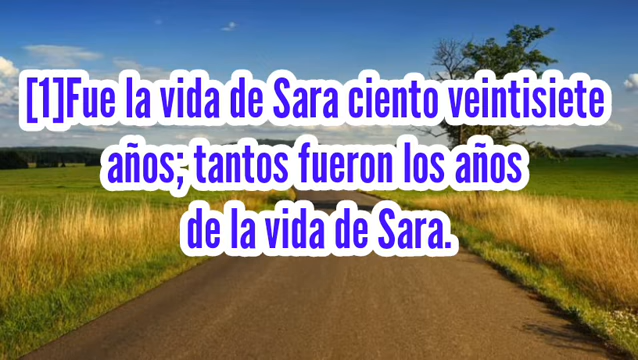 [1]Fue la vida de Sara ciento veintisiete
años; tantos fueron los años
de la vida de Sara.